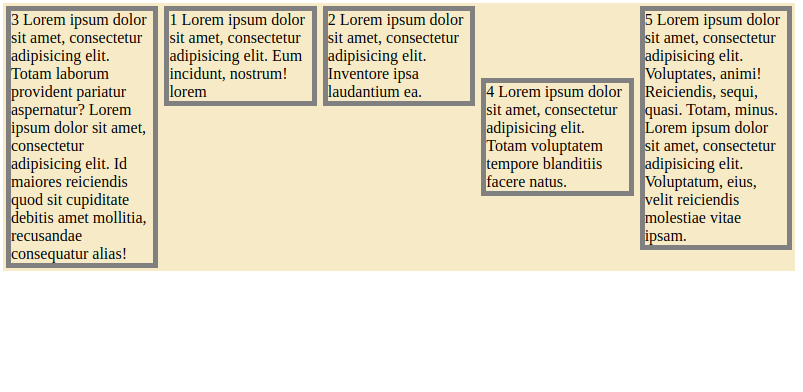 3 Lorem ipsum dolor
sit amet, consectetur
adipisicing elit.
Totam laborum
provident pariatur
aspernatur? Lorem
ipsum dolor sit amet,
consectetur
adipisicing elit. Id
maiores reiciendis
quod sit cupiditate
debitis amet mollitia,
recusandae
consequatur alias!
1 Lorem ipsum dolor
sit amet, consectetur
adipisicing elit. Eum
incidunt, nostrum!
lorem
2 Lorem ipsum dolor
sit amet, consectetur
adipisicing elit.
Inventore ipsa
laudantium ea.
4 Lorem ipsum dolor
sit amet, consectetur
adipisicing elit.
Totam voluptatem
tempore blanditiis
facere natus.
5 Lorem ipsum dolor
sit amet, consectetur
adipisicing elit.
Voluptates, animi!
Reiciendis, sequi,
quasi. Totam, minus.
Lorem ipsum dolor
sit amet, consectetur
adipisicing elit.
Voluptatum, eius,
velit reiciendis
molestiae vitae
ipsam.